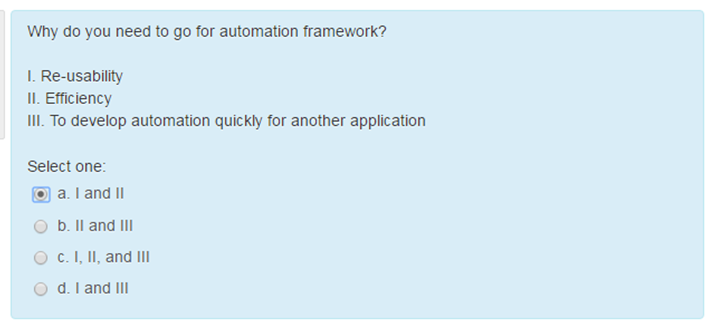 Why do you need to go for automation framework?
I. Re-usability
II. Efficiency
III. To develop automation quickly for another application
Select one:
a. I and II
b. II and III
c. I, II, and III
d. I and III